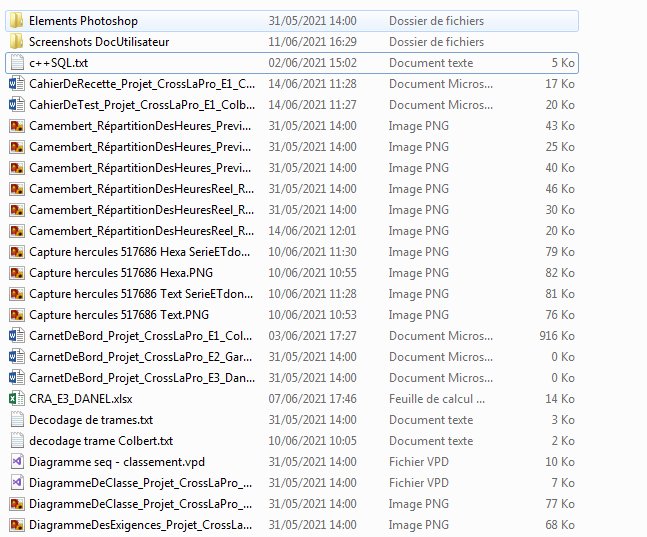 Elements Photoshop 31/05/2021 14:00 Dossier de fichiers
Screenshots DocUtilisateur 11/06/2021 16:29 Dossier de fichiers
c++SQL.txt 02/06/2021 15:02 Document texte 5 Ko
CahierDeRecette_Projet_CrossLaPro_E1_C... 14/06/2021 11:28 Document Micros... 17 Ko
CahierDeTest_Projet_CrossLaPro_E1_Colb... 14/06/2021 11:27 Document Micros... 20 Ko
Camembert_RépartitionDesHeures_Previ... 31/05/2021 14:00 Image PNG 43 Ko
Camembert_RépartitionDesHeures_Previ... 31/05/2021 14:00 Image PNG 25 Ko
Camembert_RépartitionDesHeures_Previ... 31/05/2021 14:00 Image PNG 40 Ko
Camembert_RépartitionDesHeuresReel_R... 31/05/2021 14:00 Image PNG 46 Ko
Camembert_RépartitionDesHeuresReel_R... 31/05/2021 14:00 Image PNG 30 Ko
Camembert_RépartitionDesHeuresReel_R... 14/06/2021 12:01 Image PNG 20 Ko
Capture hercules 517686 Hexa SerieETdon... 10/06/2021 11:30 Image PNG 79 Ko
Capture hercules 517686 Hexa.PNG 10/06/2021 10:55 Image PNG 82 Ko
Capture hercules 517686 Text SerieETdon... 10/06/2021 11:28 Image PNG 81 Ko
Capture hercules 517686 Text.PNG 10/06/2021 10:53 Image PNG 76 Ko
CarnetDeBord_Projet_CrossLaPro_E1_Col... 03/06/2021 17:27 Document Micros... 916 Ko
CarnetDeBord_Projet_CrossLaPro_E2_Gar... 31/05/2021 14:00 Document Micros... 0 Ko
CarnetDeBord_Projet_CrossLaPro_E3_Dan... 31/05/2021 14:00 Document Micros... 0 Ko
CRA_E3_DANEL.xlsx 07/06/2021 17:46 Feuille de calcul ... 14 Ko
Decodage de trames.txt 31/05/2021 14:00 Document texte 3 Ko
decodage trame Colbert.txt 10/06/2021 10:05 Document texte 2 Ko
Diagramme seq - classement.vpd 31/05/2021 14:00 Fichier VPD 10 Ko
DiagrammeDeClasse_Projet_CrossLaPro_... 31/05/2021 14:00 Fichier VPD 7 Ko
DiagrammeDeClasse_Projet_CrossLaPro_... 31/05/2021 14:00 Image PNG 77 Ko
DiagrammeDesExigences_Projet_CrossLa... 31/05/2021 14:00 Image PNG 68 Ko